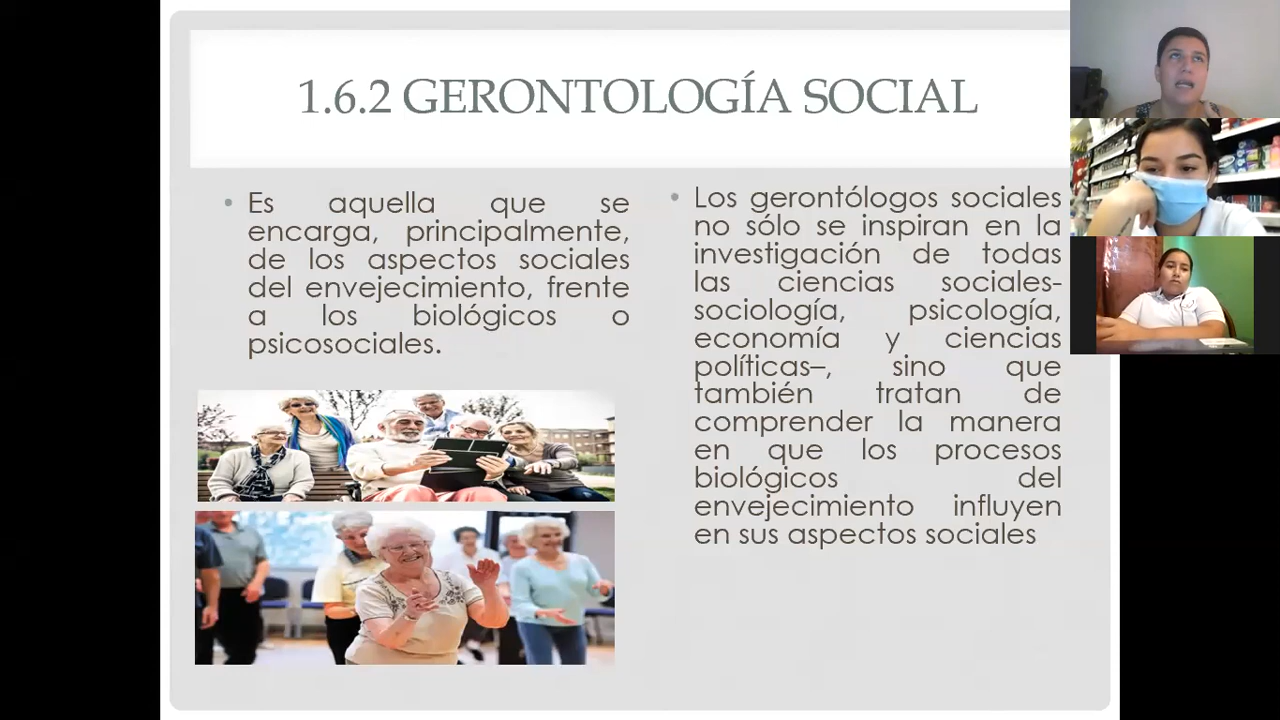 1.6.2 GERONTOLOGÍA SOCIAL
• Es aquella que se
encarga, principalmente,
de los aspectos sociales
del envejecimiento, frente
a los biológicos o
psicosociales.
• Los gerontólogos sociales
no sólo se inspiran en la
investigación de todas
las ciencias sociales-
sociología, psicología,
economía y ciencias
políticas–, sino que
también tratan de
comprender la manera
en que los procesos
biológicos del
envejecimiento influyen
en sus aspectos sociales